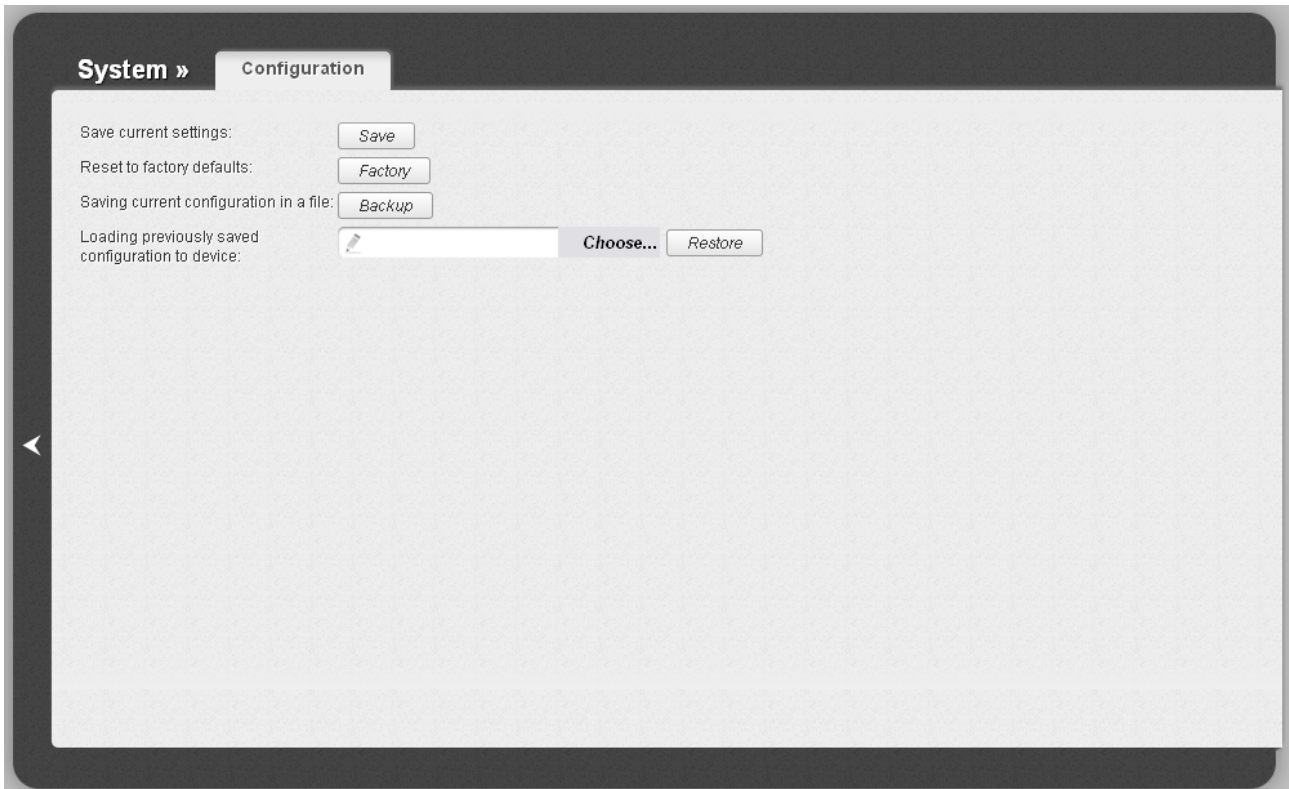 System »
Configuration
Save current settings:
Save
Reset to factory defaults:
Factory
Saving current configuration in a file:
Backup
Loading previously saved
configuration to device:
Choose...
Restore